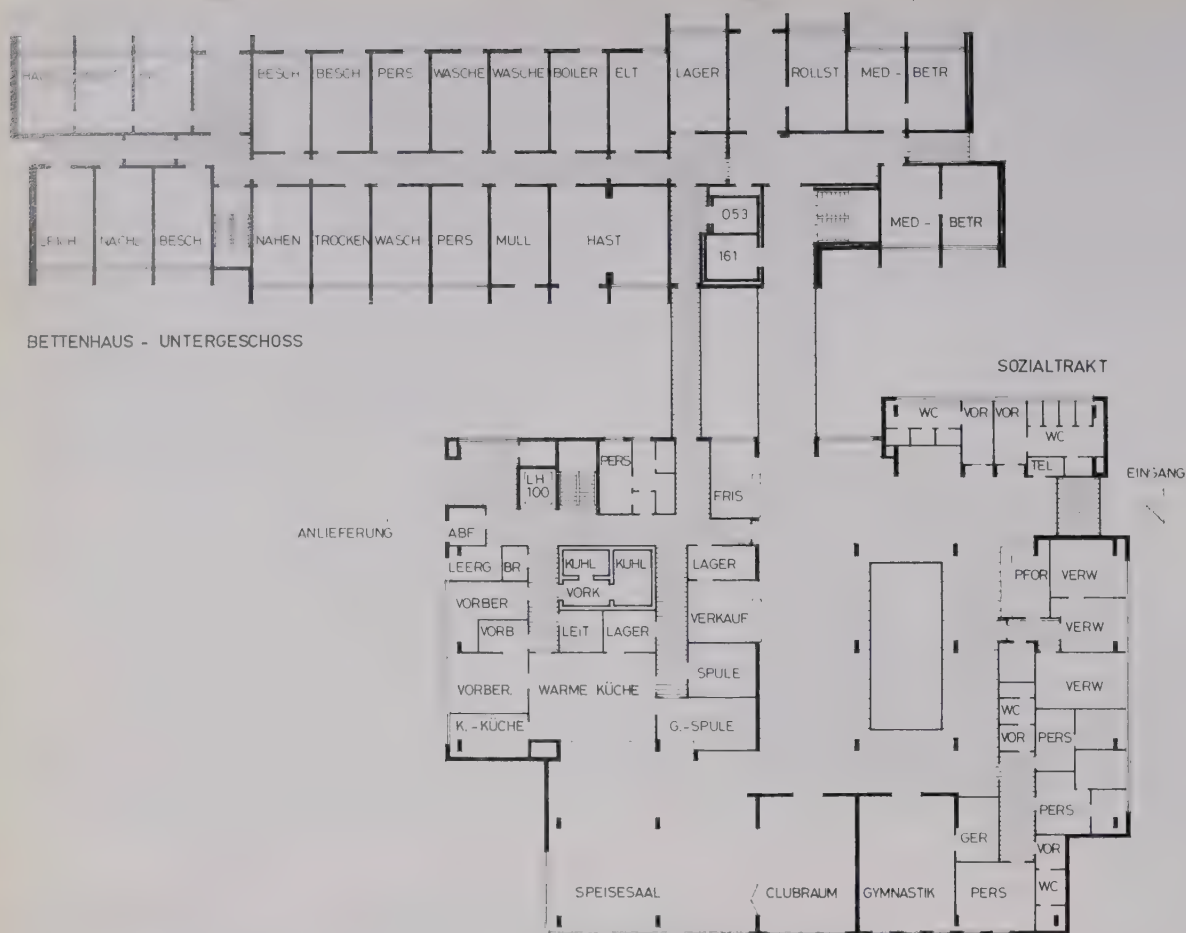 BESCH BESCH PERS WASCHE WASCHE BOILER ELT LAGER ROLLST MED - BETR
NACHL BESCH NAHEN TROCKEN WASCH PERS MULL HAST 053 MED - BETR
161
BETTENHAUS - UNTERGESCHOSS
SOZIALTRAKT
WC VOR VOR
WC
TEL
EINGANG
PERS
LH
100
FRIS
ANLIEFERUNG
ABF
LEERG BR KUHL KUHL LAGER PFOR VERW
VORK
VORBER
VERKAUF
VORB LEIT LAGER VERW
SPULE
VORBER. WARME KÜCHE VERW
WC
K.-KÜCHE G.-SPULE VOR PERS
PERS
GER
VOR
SPEISESAAL CLUBRAUM GYMNASTIK PERS WC